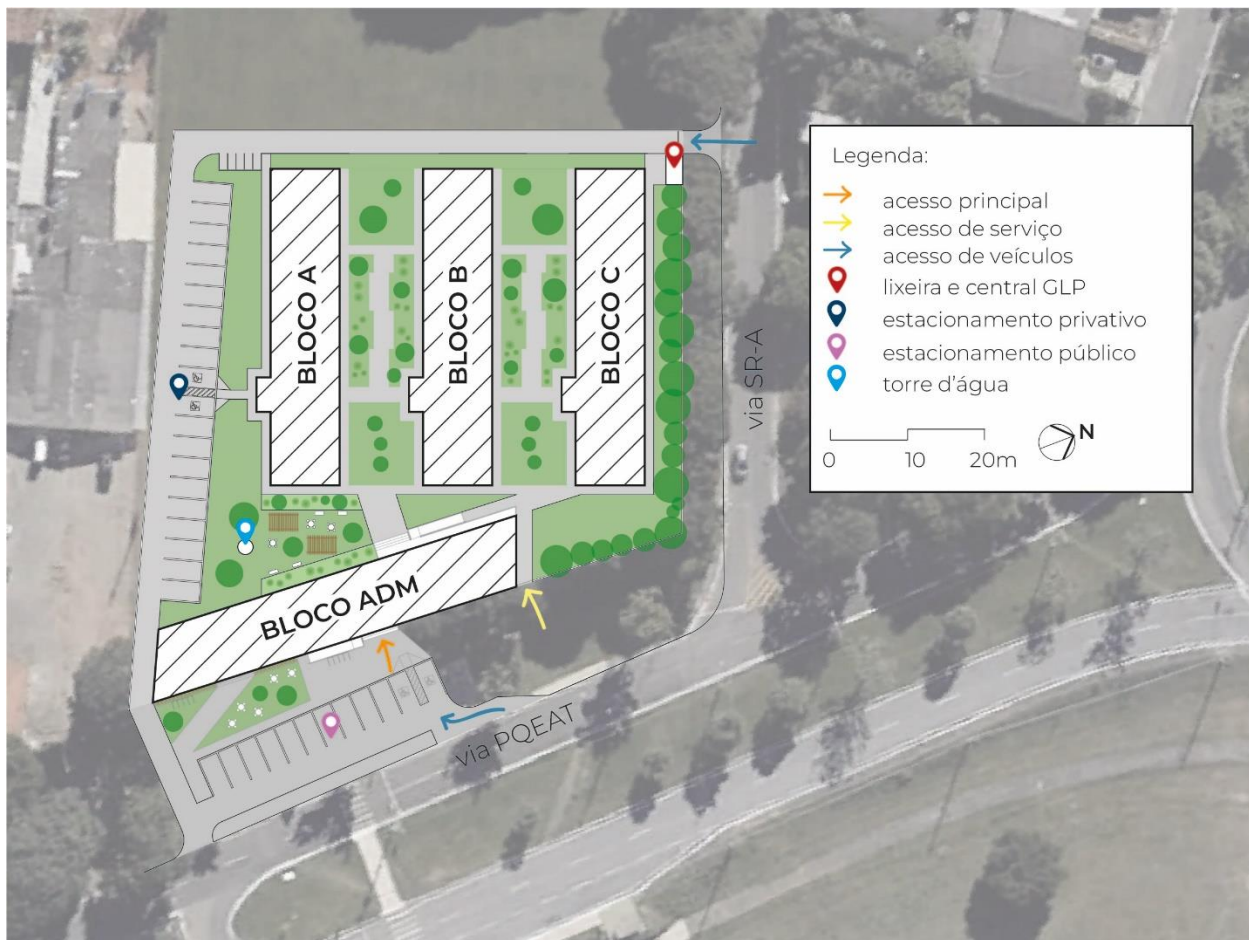 BLOCO A
BLOCO B
BLOCO C
BLOCO ADM
via SR-A
via PQEAT
Legenda:
acesso principal
acesso de serviço
acesso de veículos
lixeira e central GLP
estacionamento privativo
estacionamento público
torre d'água
0 10 20m
N